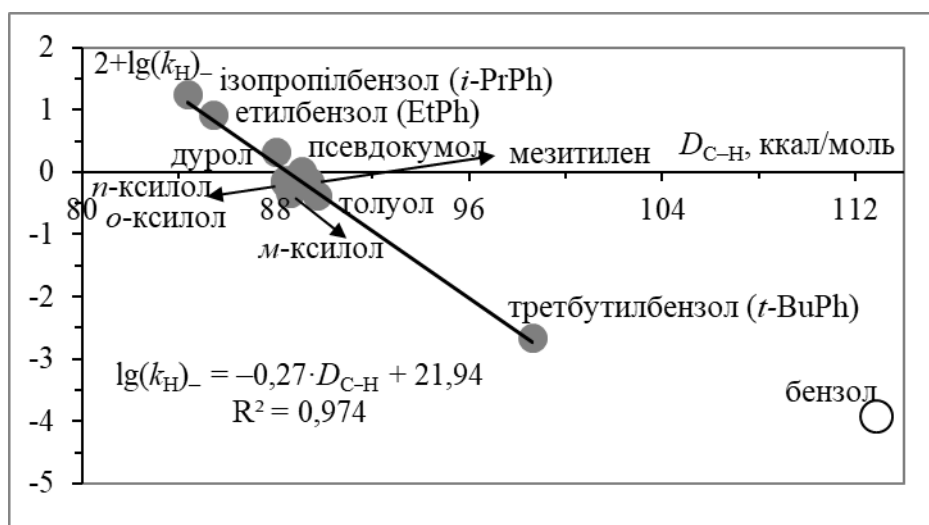 2
2+lg(kH)–
ізопропілбензол (i-PrPh)
1
етилбензол (EtPh)
дурол
псевдокумол
мезитилен
DC–H, ккал/моль
0
n-ксилол
80
88
96
104
112
о-ксилол
толуол
-1
м-ксилол
-2
третбутилбензол (t-BuPh)
-3
lg(kH)– = –0,27·DC–H + 21,94
бензол
R² = 0,974
-4
-5